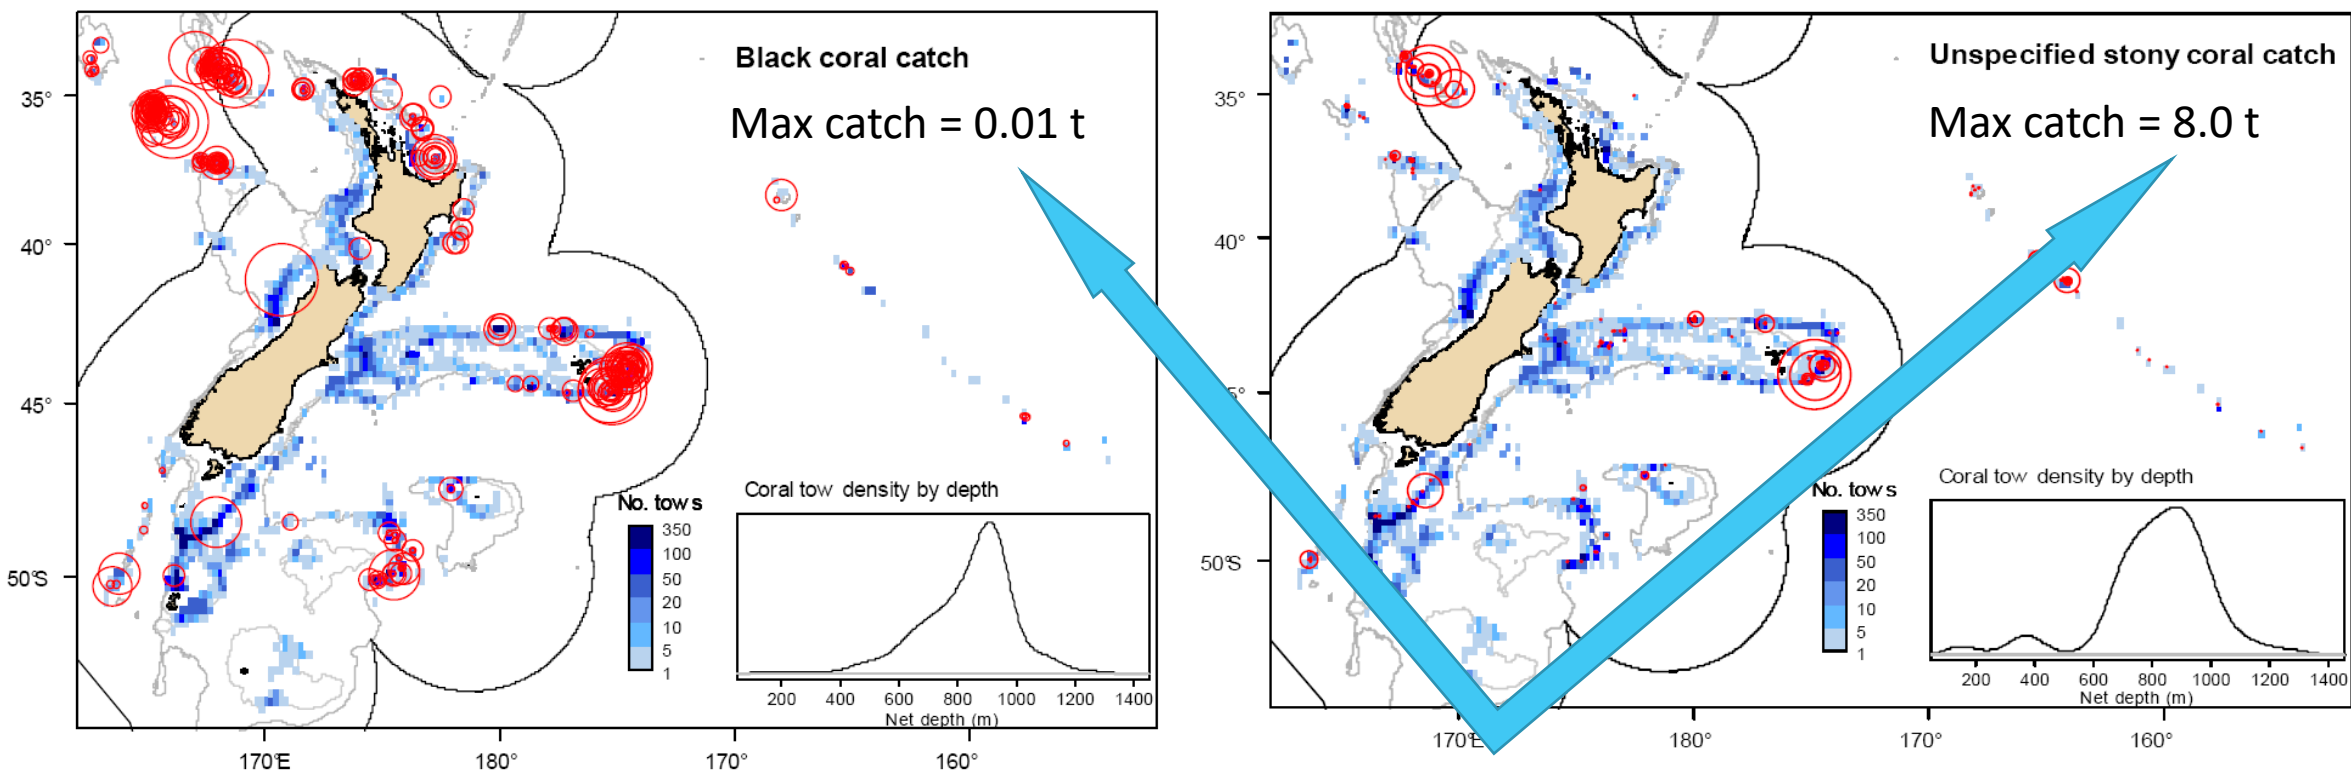 Black coral catch
Max catch = 0.01 t
35°
40°
45°
50°S
No. tows
350
100
50
20
10
5
1
Coral tow density by depth
200 400 600 800 1000 1200 1400
Net depth (m)
170°E 180° 170° 160°
Unspecified stony coral catch
Max catch = 8.0 t
35°
40°
5°
50°S
No. tows
350
100
50
20
10
5
1
Coral tow density by depth
200 400 600 800 1000 1200 1400
Net depth (m)
170°E 180° 170° 160°